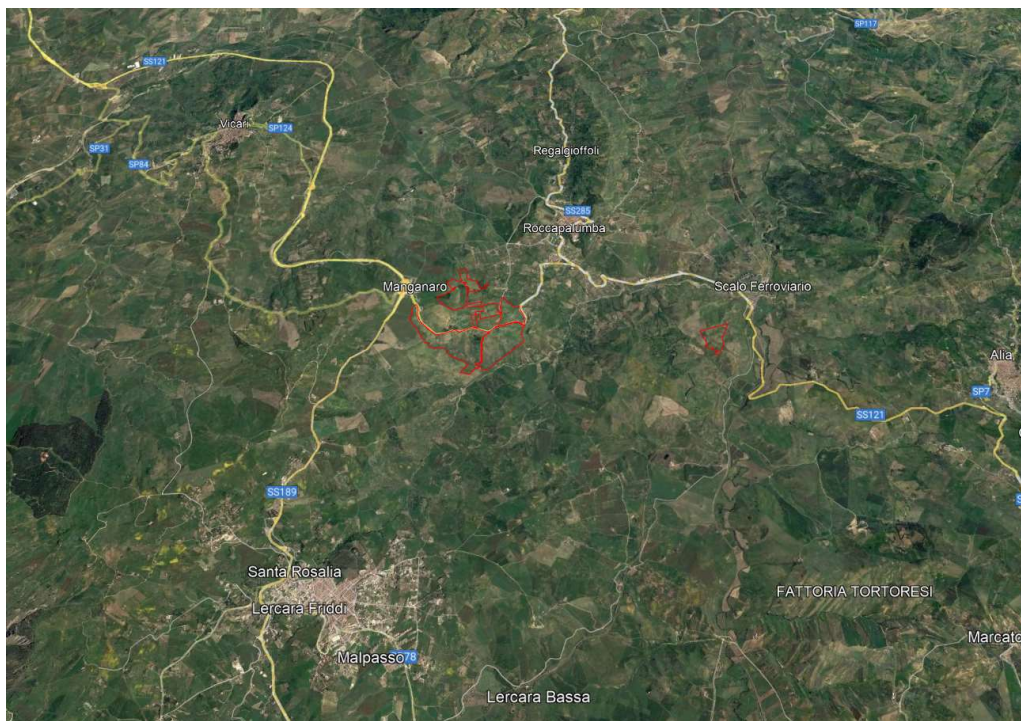 SP117
SS121
Vicari
SP124
SP31
SP84
Regalgioffoli
SS285
Roccapalumba
Manganaro
Scalo Ferroviario
Alia
SP7
SS121
SS189
Santa Rosalia
Lercara Friddi
FATTORIA TORTORESI
Malpasso
Marcato
Lercara Bassa